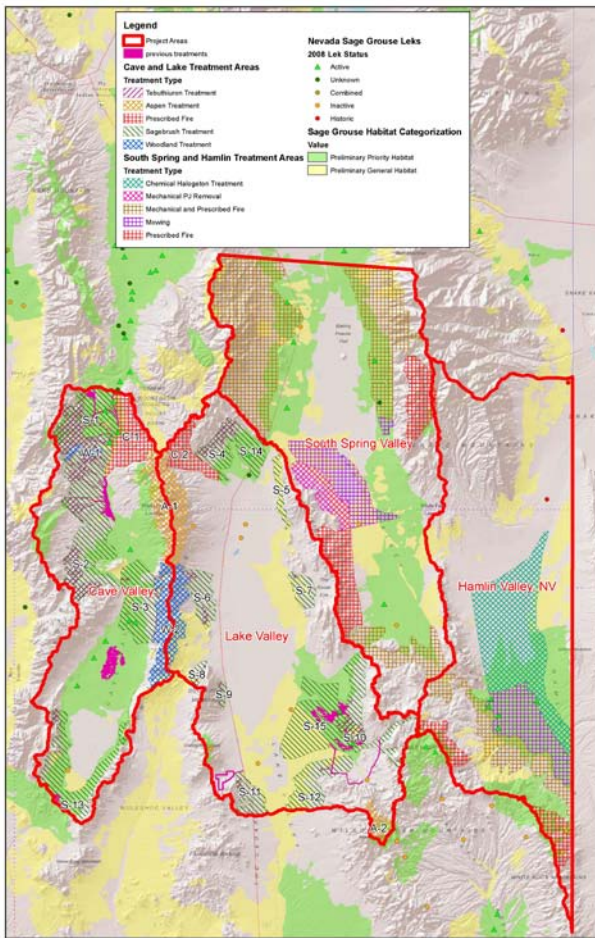 Legend
Project Areas
previous treatments
Cave and Lake Treatment Areas
Treatment Type
Tebuthiuron Treatment
Aspen Treatment
Prescribed Fire
Sagebrush Treatment
Woodland Treatment
South Spring and Hamlin Treatment Areas
Treatment Type
Chemical Halogeton Treatment
Mechanical PJ Removal
Mechanical and Prescribed Fire
Mowing
Prescribed Fire
Nevada Sage Grouse Leks
2008 Lek Status
Active
Unknown
Combined
Inactive
Historic
Sage Grouse Habitat Categorization
Value
Preliminary Priority Habitat
Preliminary General Habitat
S-1
C-1
W-1
C-2
S-4
S-14
South Spring Valley
S-5
A-1
S-2
Cave Valley
S-3
S-6
S-7
Hamlin Valley, NV
Lake Valley
S-8
S-9
S-15
S-10
S-13
S-11
S-12
A-2